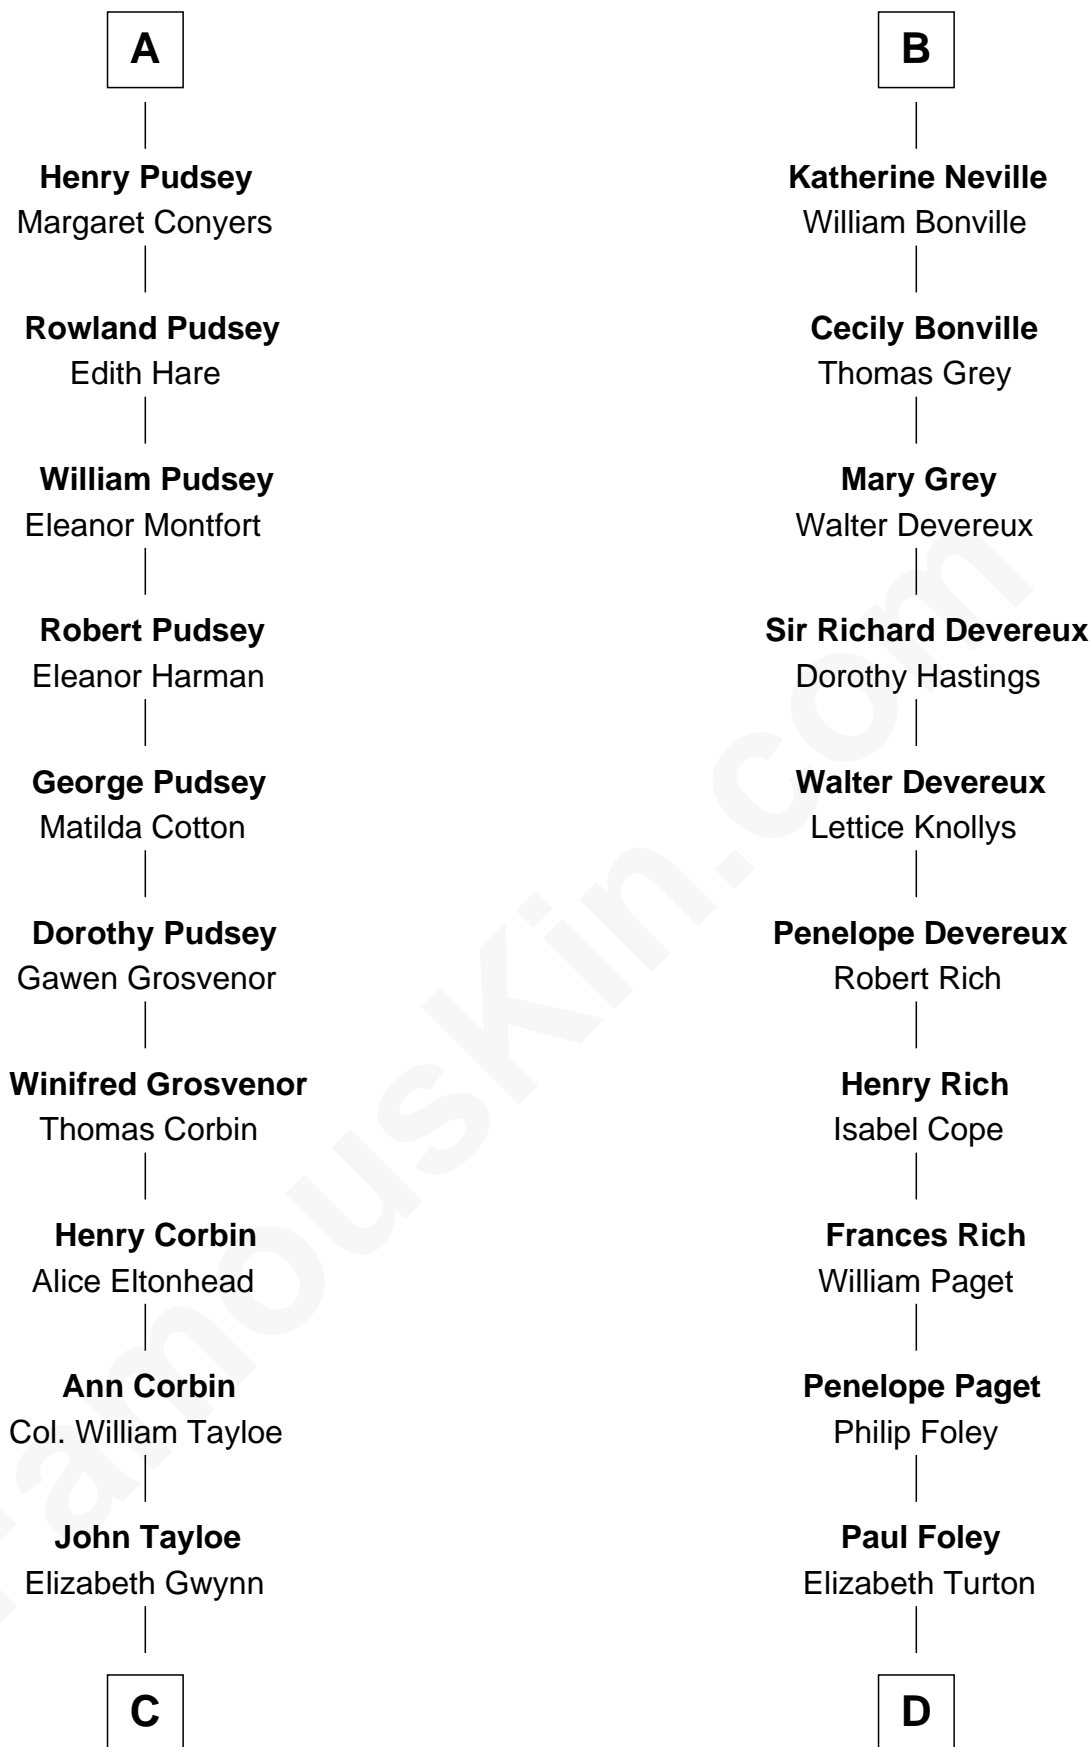 A
Henry Pudsey
Margaret Conyers
Rowland Pudsey
Edith Hare
William Pudsey
Eleanor Montfort
Robert Pudsey
Eleanor Harman
George Pudsey
Matilda Cotton
Dorothy Pudsey
Gawen Grosvenor
Winifred Grosvenor
Thomas Corbin
Henry Corbin
Alice Eltonhead
Ann Corbin
Col. William Tayloe
John Tayloe
Elizabeth Gwynn
C
B
Katherine Neville
William Bonville
Cecily Bonville
Thomas Grey
Mary Grey
Walter Devereux
Sir Richard Devereux
Dorothy Hastings
Walter Devereux
Lettice Knollys
Penelope Devereux
Robert Rich
Henry Rich
Isabel Cope
Frances Rich
William Paget
Penelope Paget
Philip Foley
Paul Foley
Elizabeth Turton
D
FamousKin.com